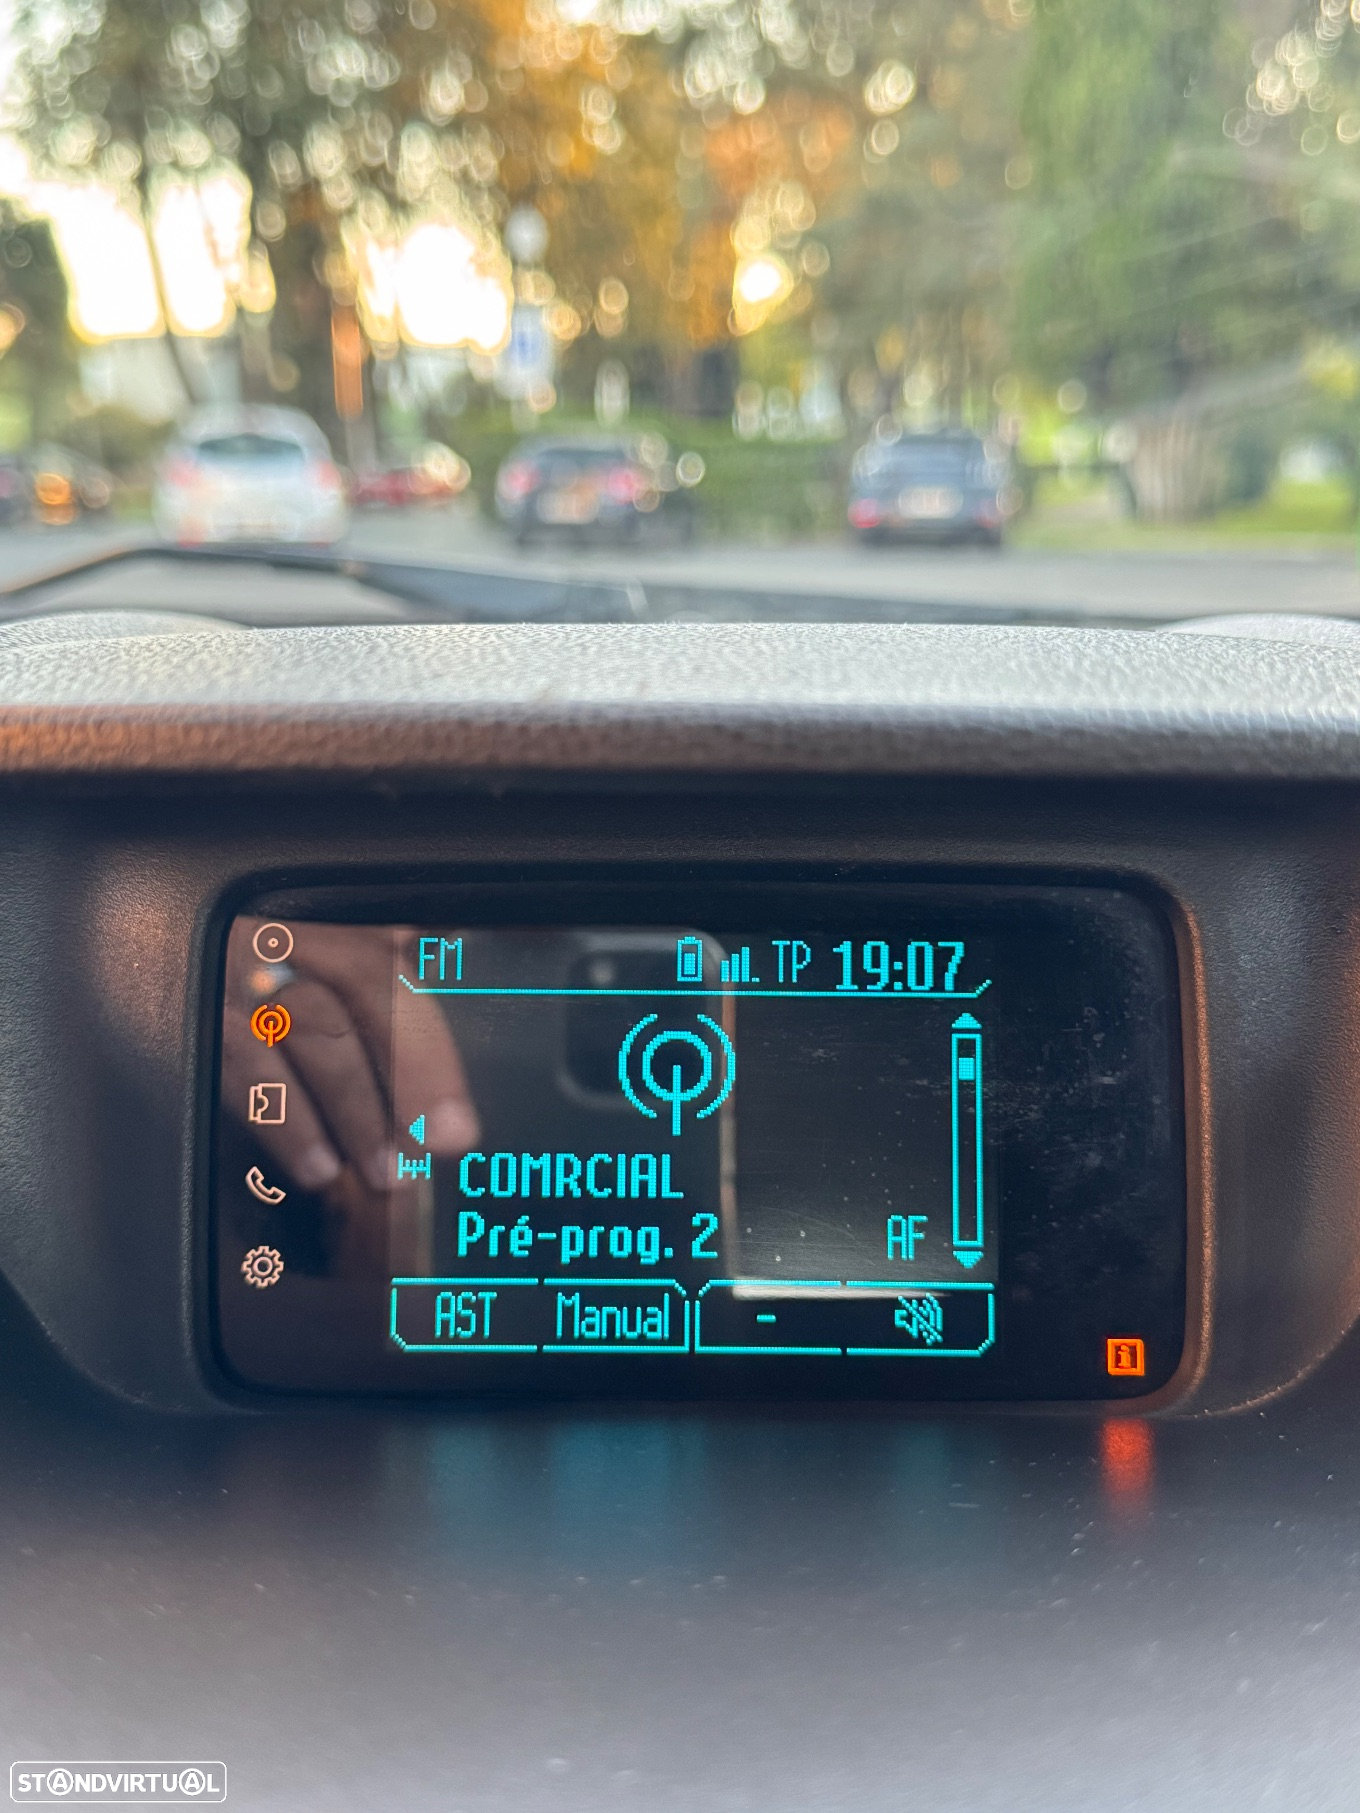 FM TP 19:07
COMRCIAL
Pré-prog. 2 AF
AST Manual -
i
STANDVIRTUAL